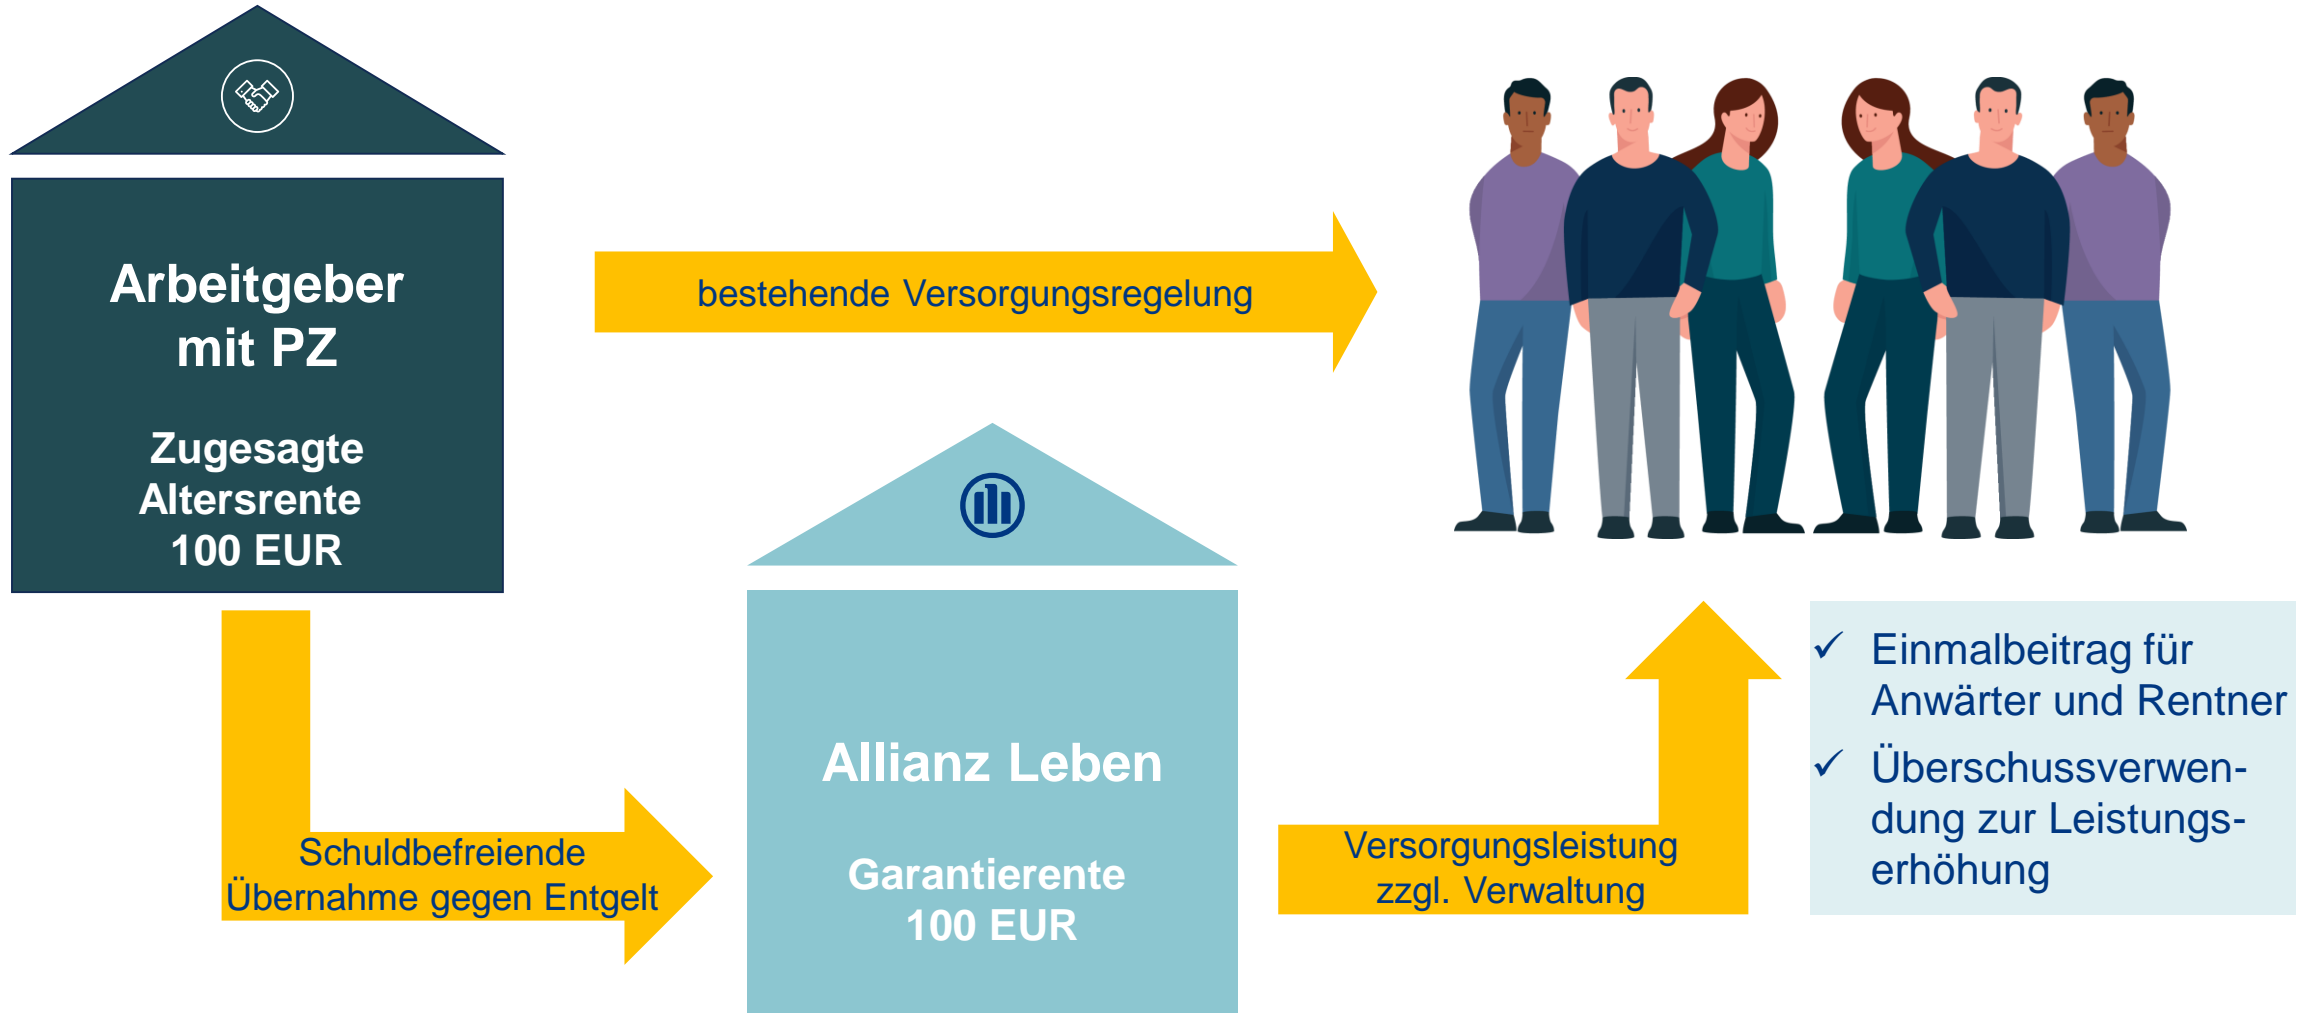 Arbeitgeber
mit PZ
Zugesagte
Altersrente
100 EUR
bestehende Versorgungsregelung
Schuldbefreiende
Übernahme gegen Entgelt
Allianz Leben
Garantierente
100 EUR
Versorgungsleistung
zzgl. Verwaltung
✓ Einmalbeitrag für
Anwärter und Rentner
✓ Überschussverwen-
dung zur Leistungs-
erhöhung